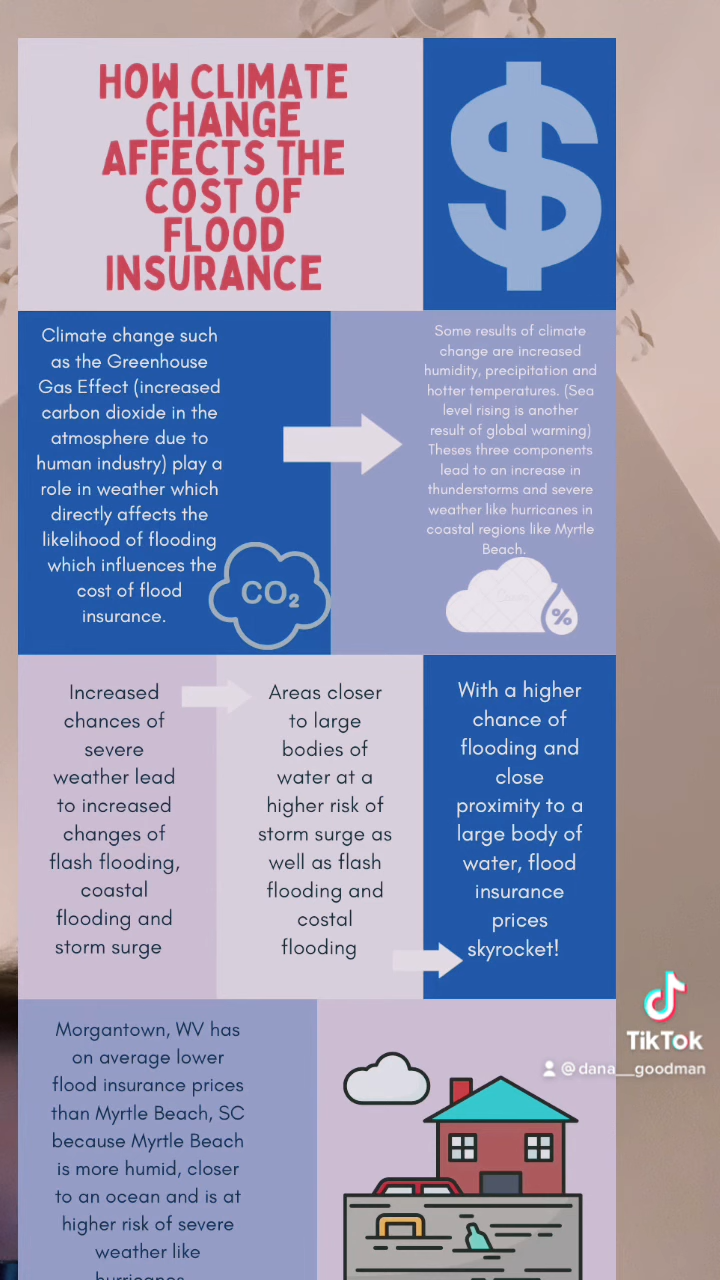 HOW CLIMATE
CHANGE
AFFECTS THE
COST OF
FLOOD
INSURANCE
$
Climate change such
as the Greenhouse
Gas Effect (increased
carbon dioxide in the
atmosphere due to
human industry) play a
role in weather which
directly affects the
likelihood of flooding
which influences the
cost of flood
insurance.
CO₂
Some results of climate
change are increased
humidity, precipitation and
hotter temperatures. (Sea
level rising is another
result of global warming)
Theses three components
lead to an increase in
thunderstorms and severe
weather like hurricanes in
coastal regions like Myrtle
Beach.
%
Increased
chances of
severe
weather lead
to increased
changes of
flash flooding,
coastal
flooding and
storm surge
Areas closer
to large
bodies of
water at a
higher risk of
storm surge as
well as flash
flooding and
costal
flooding
With a higher
chance of
flooding and
close
proximity to a
large body of
water, flood
insurance
prices
skyrocket!
Morgantown, WV has
on average lower
flood insurance prices
than Myrtle Beach, SC
because Myrtle Beach
is more humid, closer
to an ocean and is at
higher risk of severe
weather like
hurricanes
TikTok
@dana__goodman